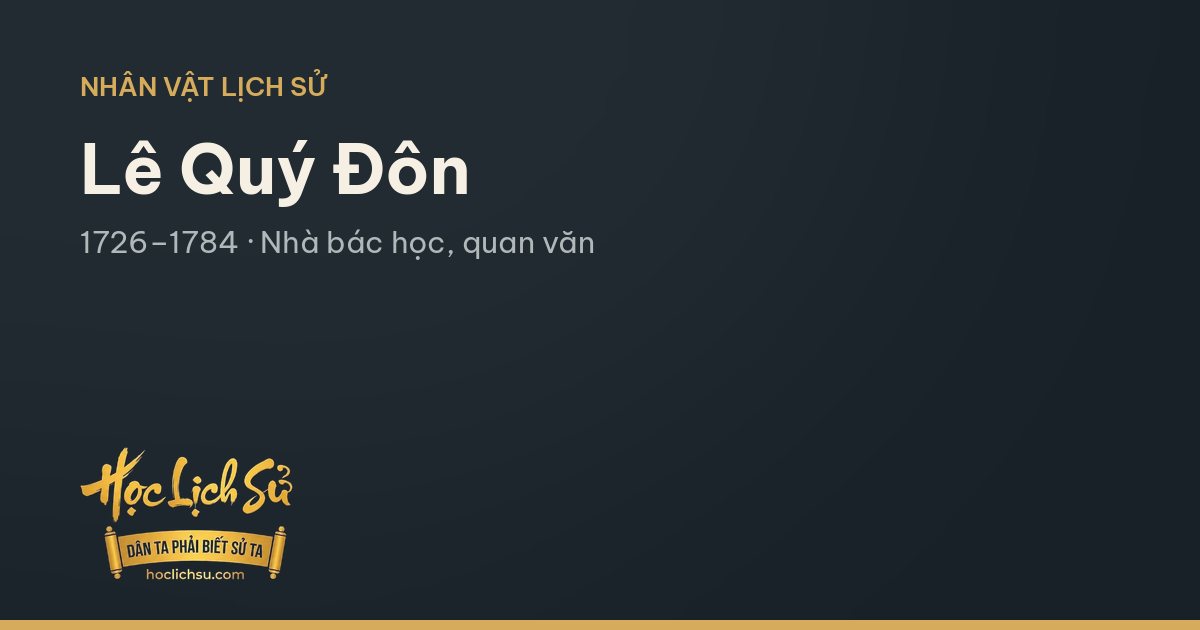 NHÂN VẬT LỊCH SỬ
Lê Quý Đôn
1726–1784 · Nhà bác học, quan văn
Học Lịch Sử
DÂN TA PHẢI BIẾT SỬ TA
hoclichsu.com